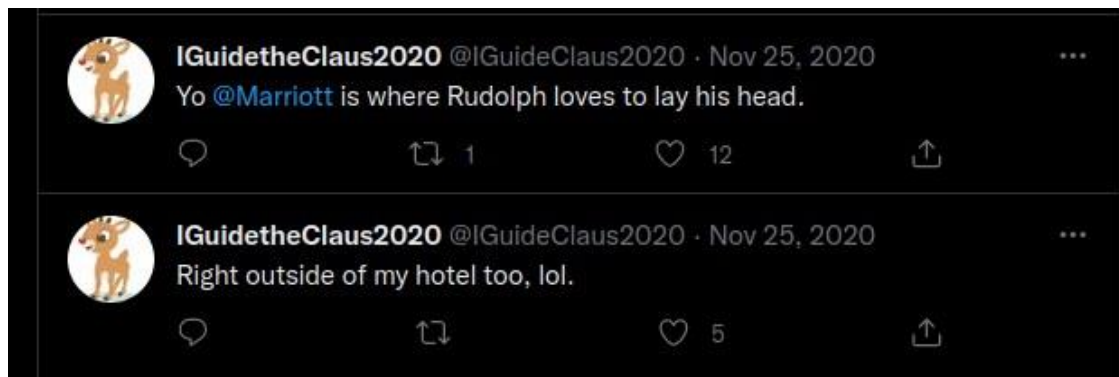 IGuidetheClaus2020 @IGuideClaus2020 · Nov 25, 2020
Yo @Marriott is where Rudolph loves to lay his head.
1 12
IGuidetheClaus2020 @IGuideClaus2020 · Nov 25, 2020
Right outside of my hotel too, lol.
5